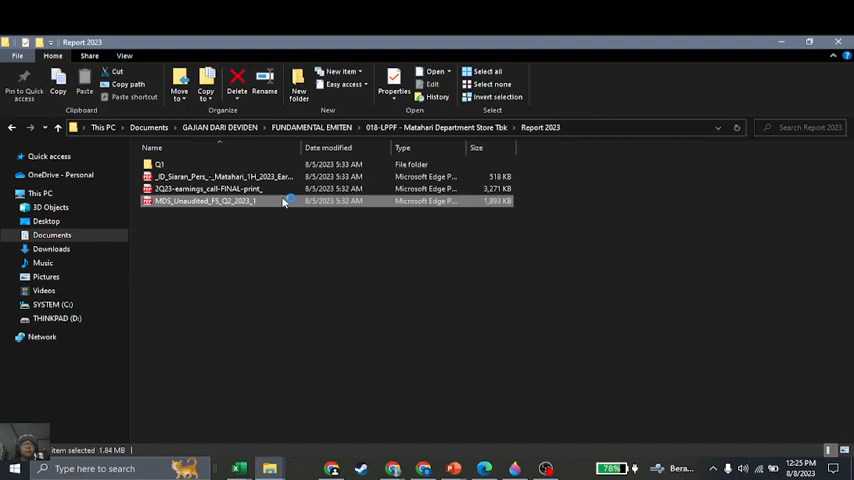 Report 2023
File Home Share View
Pin to Quick access
Copy
Paste
Cut
Copy path
Paste shortcut
Move to
Copy to
Delete
Rename
New folder
New item
Easy access
Properties
Open
Edit
History
Select all
Select none
Invert selection
Clipboard Organize New Open Select
This PC Documents GAJIAN DARI DEVIDEN FUNDAMENTAL EMITEN 018-LPPF - Matahari Department Store Tbk Report 2023
Search Report 2023
Name Date modified Type Size
Q1 8/5/2023 5:33 AM File folder
_ID_Siaran_Pers_-_Matahari_1H_2023_Ear... 8/5/2023 5:33 AM Microsoft Edge P... 518 KB
2Q23-earnings_call-FINAL-print_ 8/5/2023 5:32 AM Microsoft Edge P... 3,271 KB
MDS_Unaudited_FS_Q2_2023_1 8/5/2023 5:32 AM Microsoft Edge P... 1,893 KB
Quick access
OneDrive - Personal
This PC
3D Objects
Desktop
Documents
Downloads
Music
Pictures
Videos
SYSTEM (C:)
THINKPAD (D:)
Network
item selected 1.84 MB
Type here to search
78%
Bera...
12:25 PM
8/8/2023